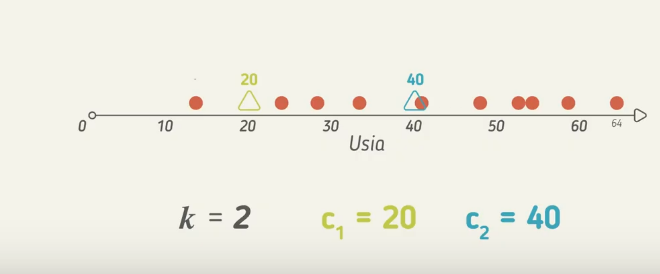 20 40
0 10 20 30 40 50 60 64
Usia
k = 2 c₁ = 20 c₂ = 40